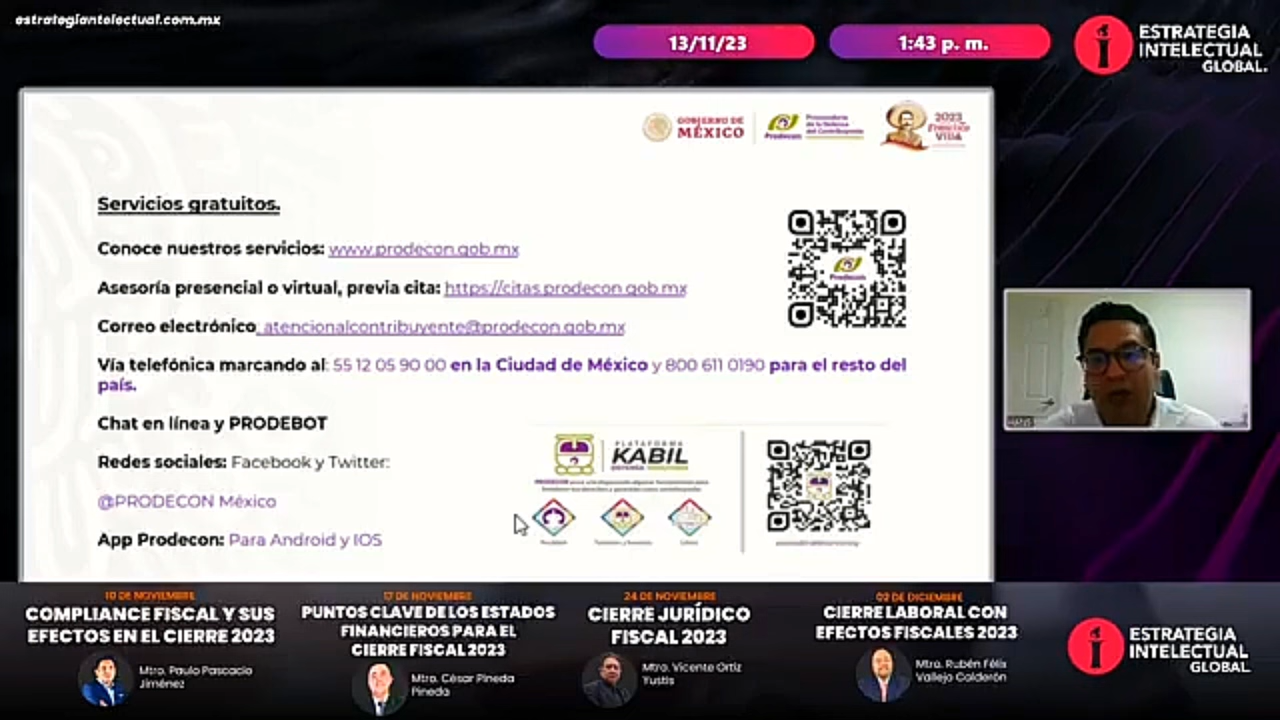 estrategiaintelectual.com.mx
13/11/23
1:43 p. m.
ESTRATEGIA
INTELECTUAL
GLOBAL.
GOBIERNO DE
MÉXICO
Prodecon
Procuraduría
de la Defensa
del Contribuyente
2023
Francisco
VILLA
Servicios gratuitos.
Conoce nuestros servicios: www.prodecon.gob.mx
Asesoría presencial o virtual, previa cita: https://citas.prodecon.gob.mx
Correo electrónico atencionalcontribuyente@prodecon.gob.mx
Vía telefónica marcando al: 55 12 05 90 00 en la Ciudad de México y 800 611 0190 para el resto del
país.
Chat en línea y PRODEBOT
Redes sociales: Facebook y Twitter:
@PRODECON México
App Prodecon: Para Android y IOS
Prodecon
PLATAFORMA
KABIL
10 DE NOVIEMBRE
COMPLIANCE FISCAL Y SUS
EFECTOS EN EL CIERRE 2023
Mtro. Paulo Pascacio
Jiménez
17 DE NOVIEMBRE
PUNTOS CLAVE DE LOS ESTADOS
FINANCIEROS PARA EL
CIERRE FISCAL 2023
Mtro. César Pineda
Pineda
24 DE NOVIEMBRE
CIERRE JURÍDICO
FISCAL 2023
Mtro. Vicente Ortiz
Yustis
02 DE DICIEMBRE
CIERRE LABORAL CON
EFECTOS FISCALES 2023
Mtro. Rubén Félix
Vallejo Calderón
ESTRATEGIA
INTELECTUAL
GLOBAL.